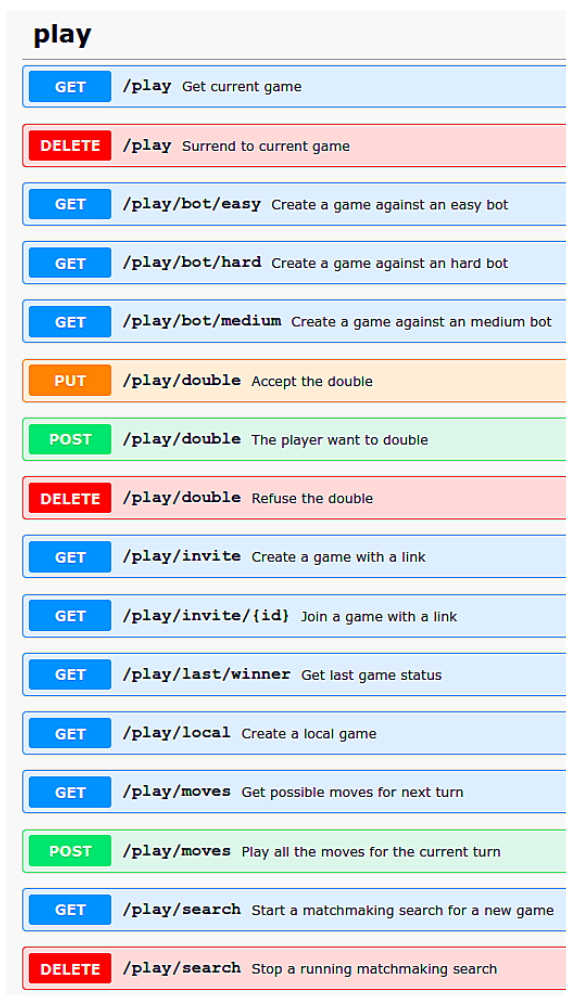 play
GET /play Get current game
DELETE /play Surrend to current game
GET /play/bot/easy Create a game against an easy bot
GET /play/bot/hard Create a game against an hard bot
GET /play/bot/medium Create a game against an medium bot
PUT /play/double Accept the double
POST /play/double The player want to double
DELETE /play/double Refuse the double
GET /play/invite Create a game with a link
GET /play/invite/{id} Join a game with a link
GET /play/last/winner Get last game status
GET /play/local Create a local game
GET /play/moves Get possible moves for next turn
POST /play/moves Play all the moves for the current turn
GET /play/search Start a matchmaking search for a new game
DELETE /play/search Stop a running matchmaking search